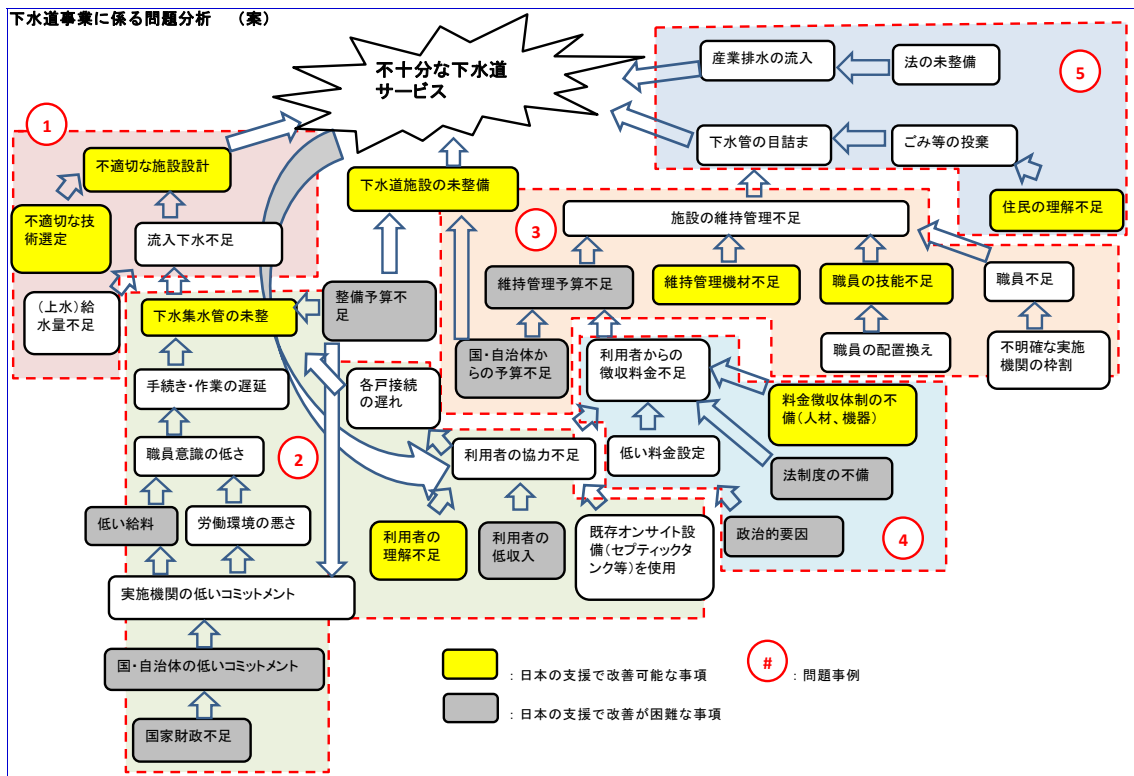 下水道事業に係る問題分析　（案）
不十分な下水道
サービス
産業排水の流入
法の未整備
5
1
下水管の目詰ま
ごみ等の投棄
不適切な施設設計
下水道施設の未整備
住民の理解不足
不適切な技
術選定
流入下水不足
3
施設の維持管理不足
維持管理予算不足
維持管理機材不足
職員の技能不足
職員不足
(上水)給
水量不足
下水集水管の未整
整備予算不
足
国・自治体か
らの予算不足
利用者からの
徴収料金不足
職員の配置換え
不明確な実施
機関の枠割
手続き・作業の遅延
各戸接続
の遅れ
料金徴収体制の不
備(人材、機器)
職員意識の低さ
2
利用者の協力不足
低い料金設定
法制度の不備
低い給料
労働環境の悪さ
利用者の
理解不足
利用者の
低収入
既存オンサイト設
備(セプティックタ
ンク等)を使用
政治的要因
4
実施機関の低いコミットメント
国・自治体の低いコミットメント
：日本の支援で改善可能な事項
#
：問題事例
：日本の支援で改善が困難な事項
国家財政不足